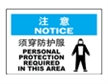 注 意
NOTICE
须穿防护服
PERSONAL
PROTECTION
REQUIRED
IN THIS AREA